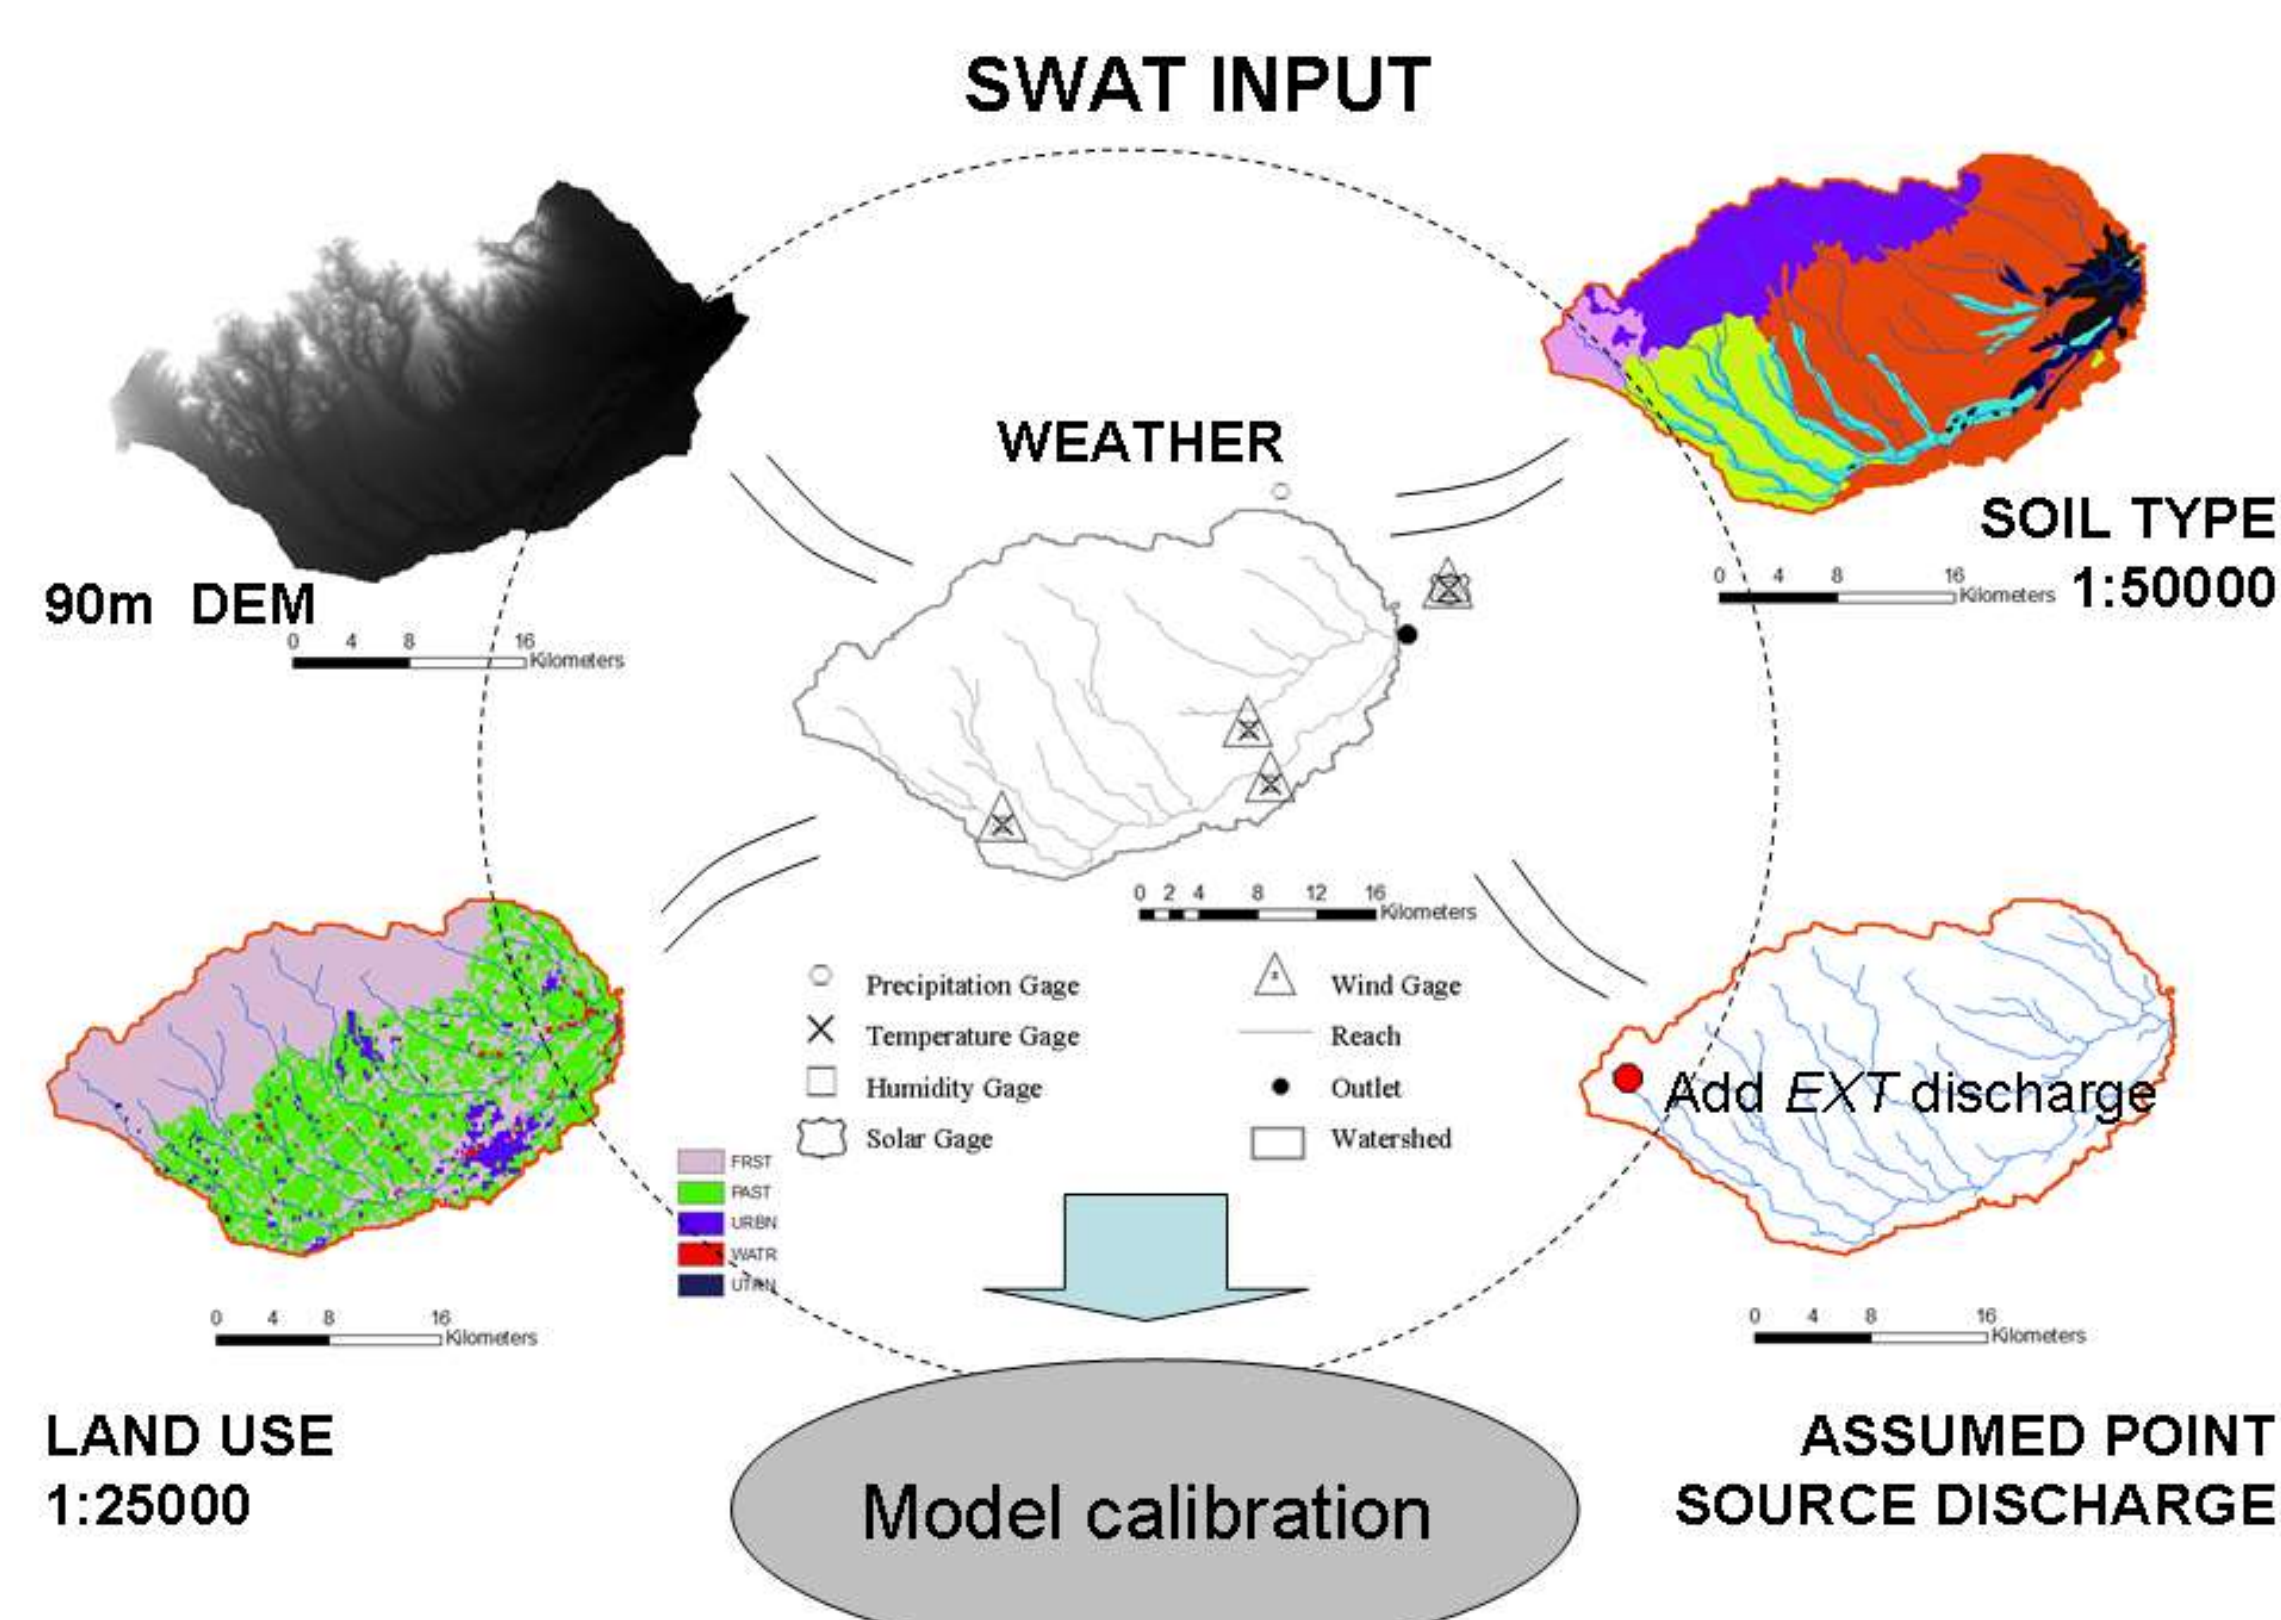 SWAT INPUT
WEATHER
90m DEM
0 4 8 16
Kilometers
SOIL TYPE
1:50000
0 4 8 16
Kilometers
0 2 4 8 12 16
Kilometers
Precipitation Gage
Temperature Gage
Humidity Gage
Solar Gage
Wind Gage
Reach
Outlet
Watershed
FRST
PAST
URBN
WATR
UTRN
0 4 8 16
Kilometers
LAND USE
1:25000
Add EXT discharge
0 4 8 16
Kilometers
ASSUMED POINT
SOURCE DISCHARGE
Model calibration